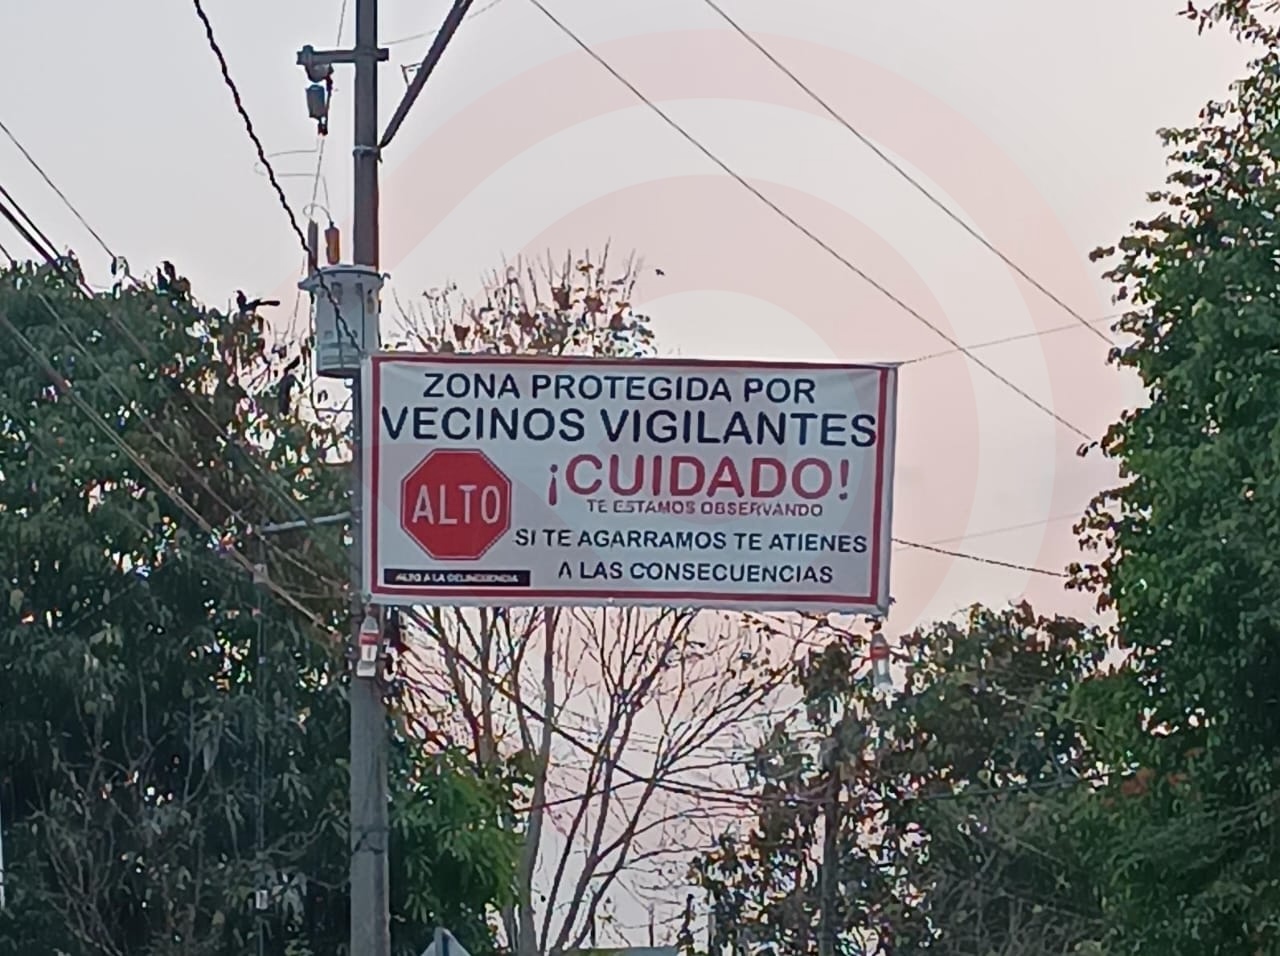 ZONA PROTEGIDA POR
VECINOS VIGILANTES
¡CUIDADO!
TE ESTAMOS OBSERVANDO
ALTO
SI TE AGARRAMOS TE ATIENES
A LAS CONSECUENCIAS
ALTO A LA DELINCUENCIA